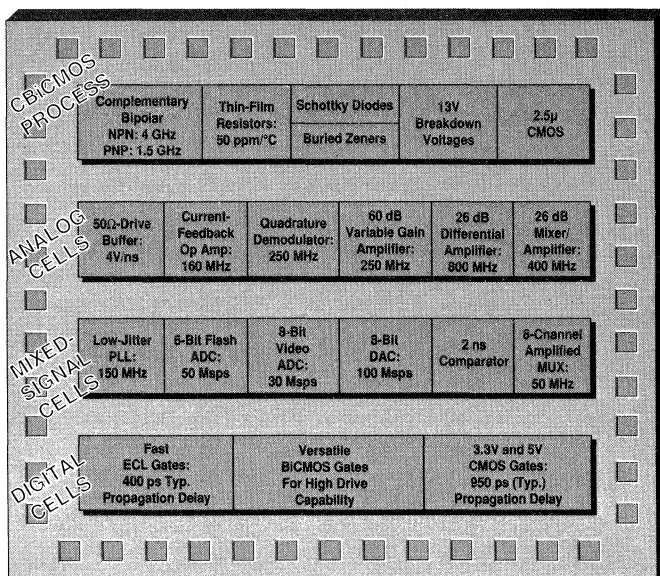 CBiCMOS
PROCESS
Complementary
Bipolar
NPN: 4 GHz
PNP: 1.5 GHz
Thin-Film
Resistors:
50 ppm/°C
Schottky Diodes
Buried Zeners
13V
Breakdown
Voltages
2.5µ
CMOS
ANALOG
CELLS
50Ω-Drive
Buffer:
4V/ns
Current-
Feedback
Op Amp:
160 MHz
Quadrature
Demodulator:
250 MHz
60 dB
Variable Gain
Amplifier:
250 MHz
26 dB
Differential
Amplifier:
800 MHz
26 dB
Mixer/
Amplifier:
400 MHz
MIXED-
SIGNAL
CELLS
Low-Jitter
PLL:
150 MHz
6-Bit Flash
ADC:
50 Msps
8-Bit
Video
ADC:
30 Msps
8-Bit
DAC:
100 Msps
2 ns
Comparator
6-Channel
Amplified
MUX:
50 MHz
DIGITAL
CELLS
Fast
ECL Gates:
400 ps Typ.
Propagation Delay
Versatile
BiCMOS Gates
For High Drive
Capability
3.3V and 5V
CMOS Gates:
950 ps (Typ.)
Propagation Delay